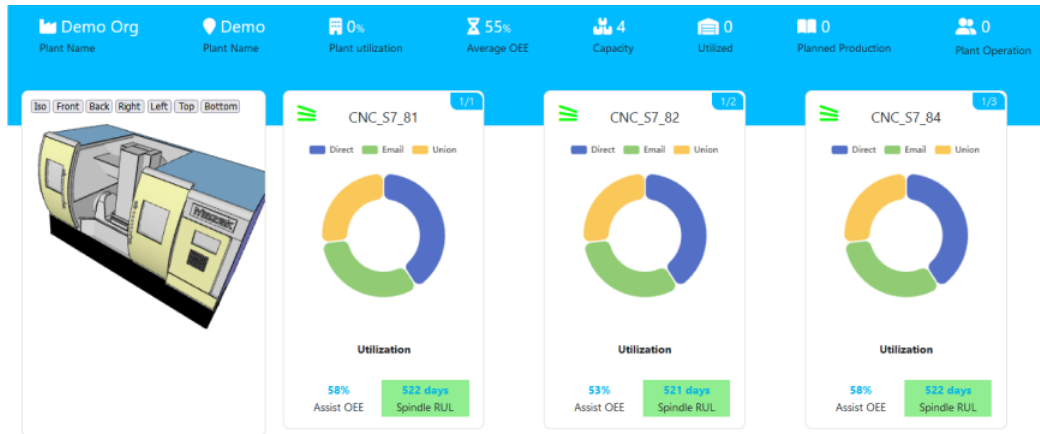 Demo Org
Plant Name
Demo
Plant Name
0%
Plant utilization
55%
Average OEE
4
Capacity
0
Utilized
0
Planned Production
0
Plant Operation
Iso Front Back Right Left Top Bottom
Mazak
1/1
CNC_S7_81
Direct Email Union
Utilization
58%
Assist OEE
522 days
Spindle RUL
1/2
CNC_S7_82
Direct Email Union
Utilization
53%
Assist OEE
521 days
Spindle RUL
1/3
CNC_S7_84
Direct Email Union
Utilization
58%
Assist OEE
522 days
Spindle RUL